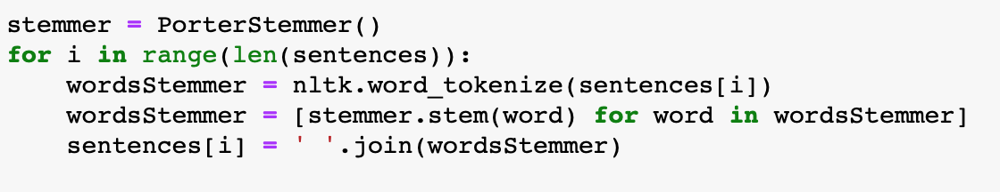 stemmer = PorterStemmer()
for i in range(len(sentences)):
    wordsStemmer = nltk.word_tokenize(sentences[i])
    wordsStemmer = [stemmer.stem(word) for word in wordsStemmer]
    sentences[i] = ' '.join(wordsStemmer)